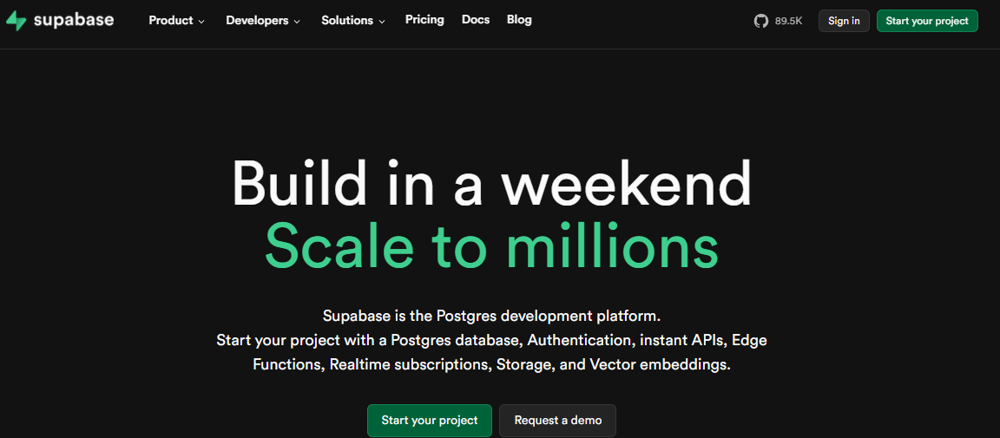 supabase
Product
Developers
Solutions
Pricing
Docs
Blog
89.5K
Sign in
Start your project
Build in a weekend
Scale to millions
Supabase is the Postgres development platform.
Start your project with a Postgres database, Authentication, instant APIs, Edge
Functions, Realtime subscriptions, Storage, and Vector embeddings.
Start your project
Request a demo